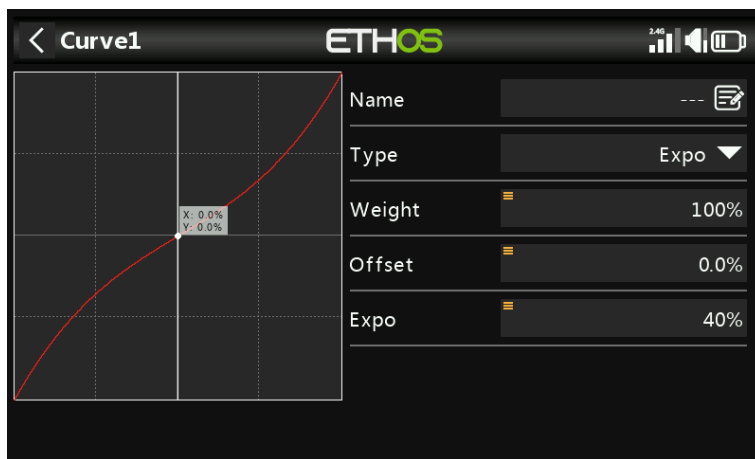 Curve1
ETHOS
2.4G
Name
---
Type
Expo
Weight
100%
Offset
0.0%
Expo
40%
X: 0.0%
Y: 0.0%